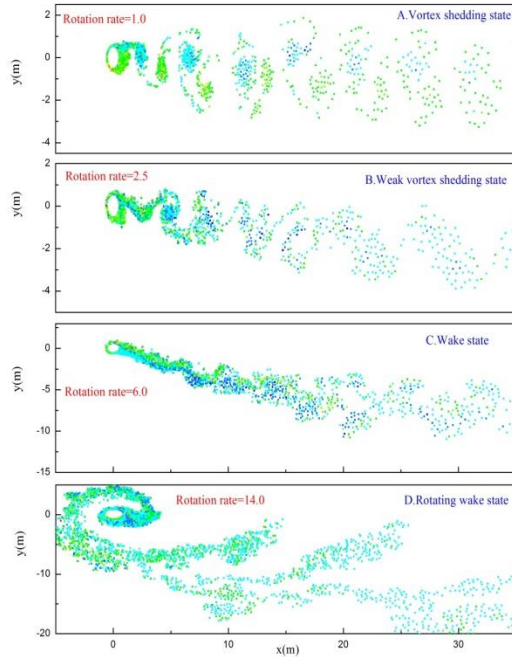 Rotation rate=1.0
A.Vortex shedding state
2
0
-2
-4
y(m)
Rotation rate=2.5
B.Weak vortex shedding state
2
0
-2
-4
y(m)
C.Wake state
0
-5
-10
-15
y(m)
Rotation rate=6.0
Rotation rate=14.0
D.Rotating wake state
0
-10
-20
y(m)
0
10
20
30
x(m)